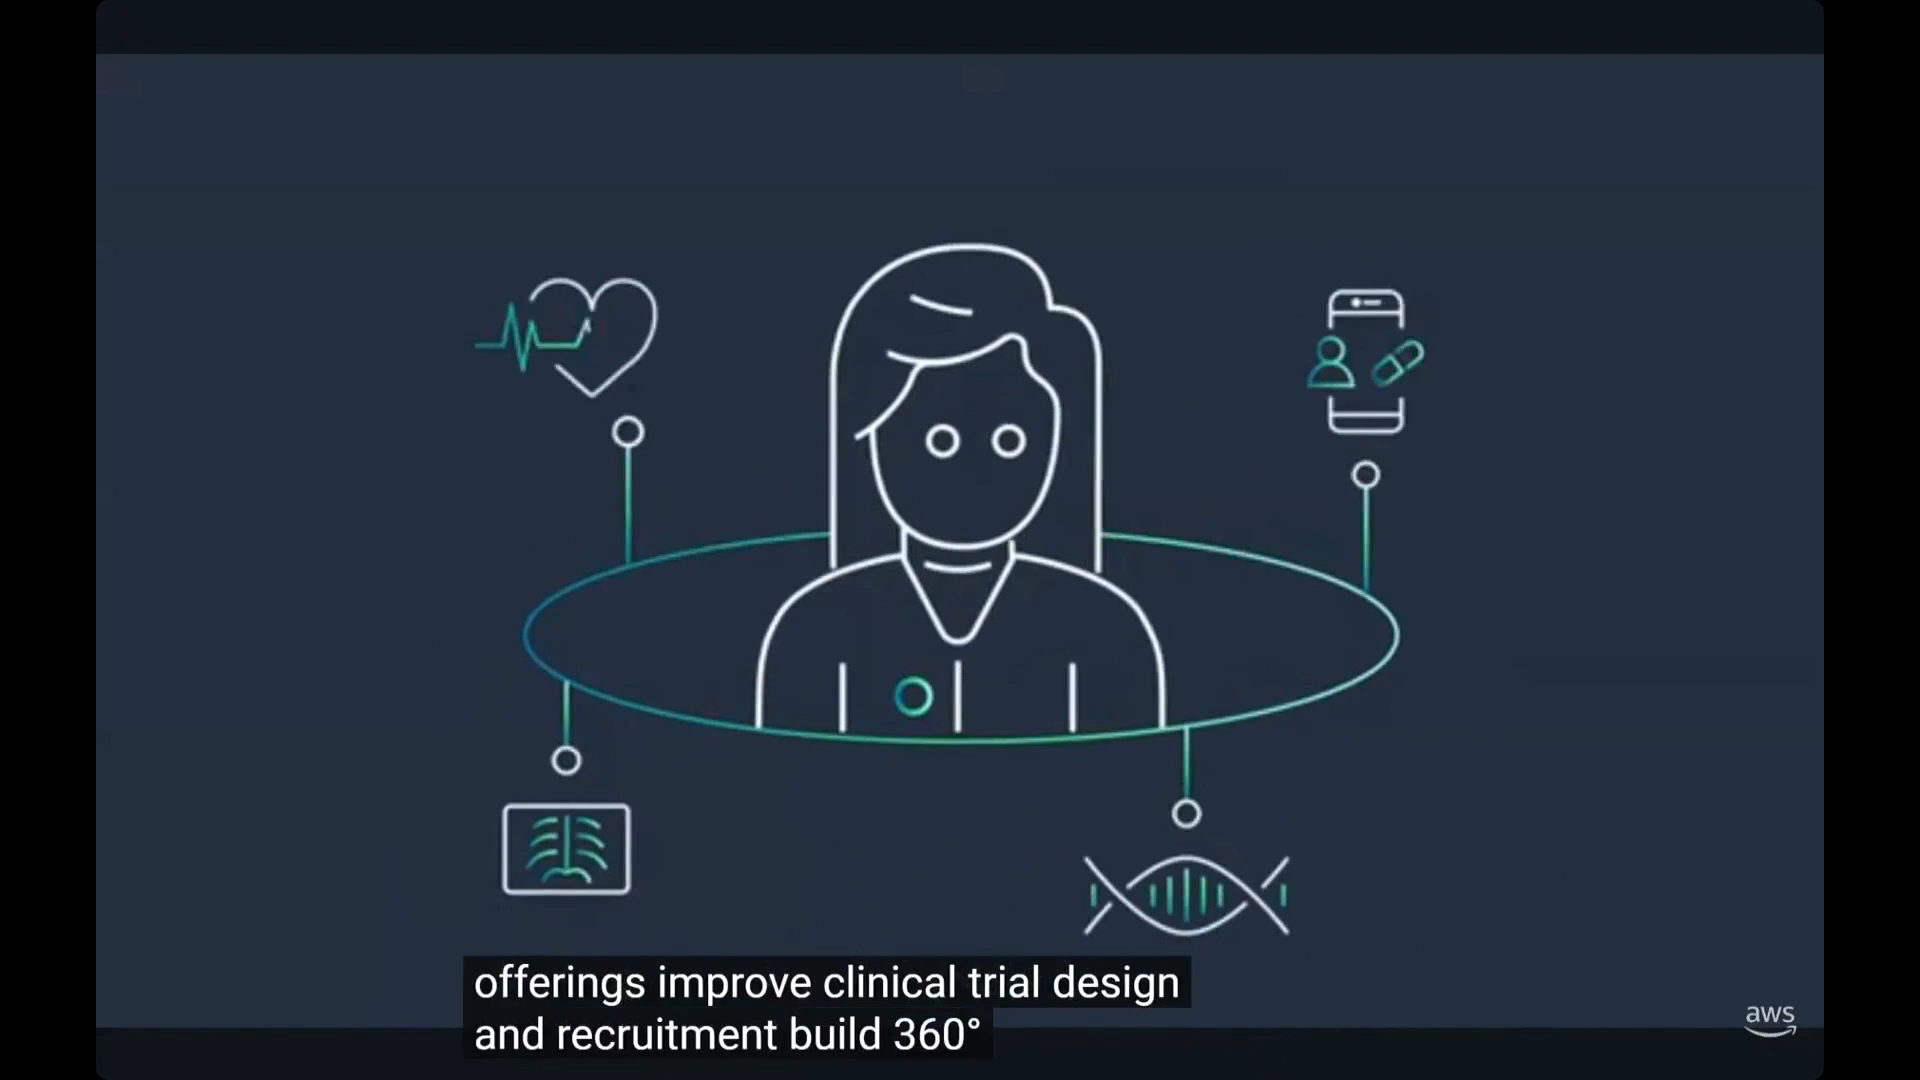 offerings improve clinical trial design
and recruitment build 360°
aws